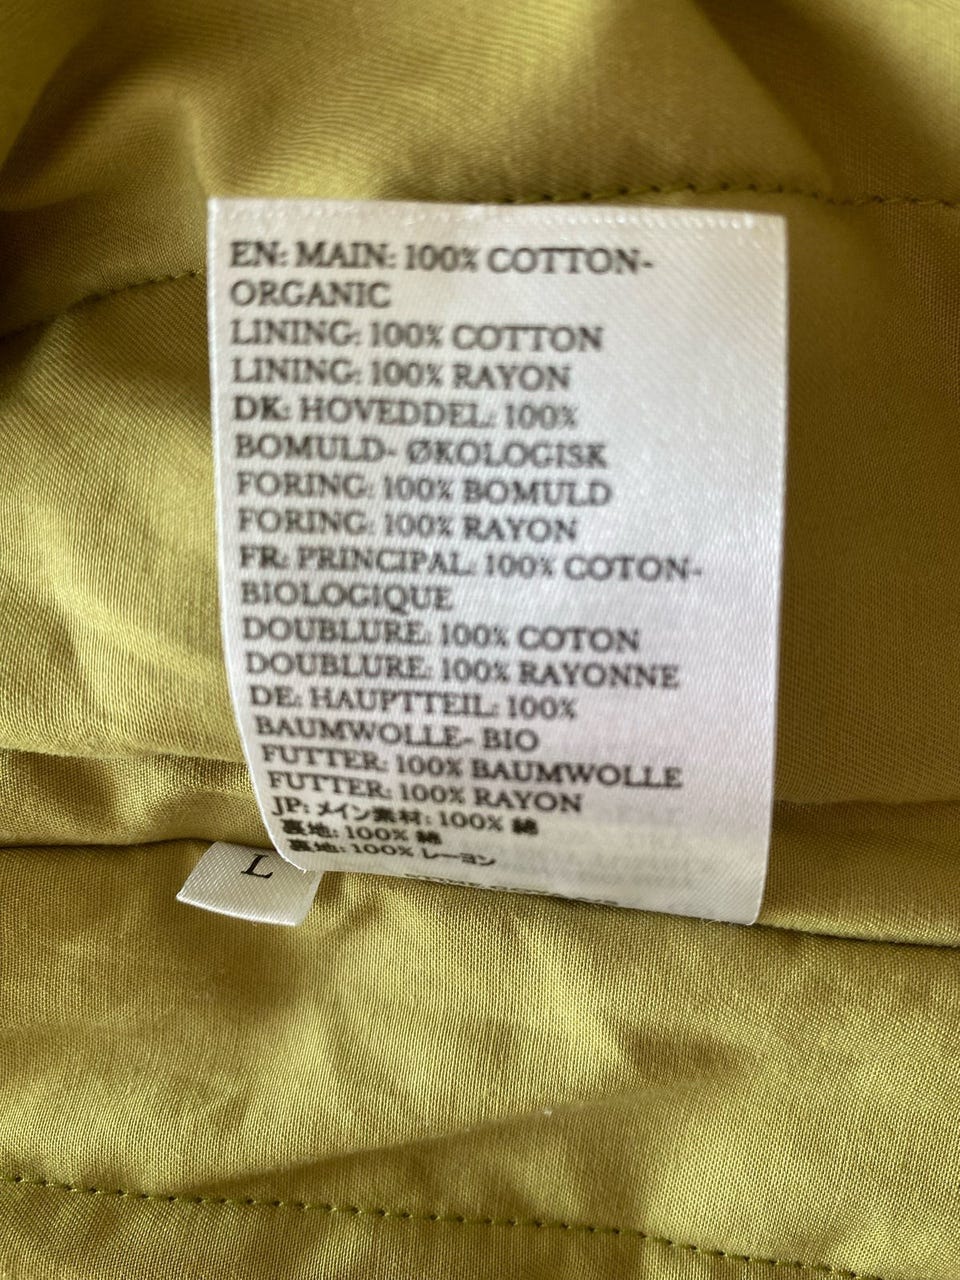 EN: MAIN: 100% COTTON-
ORGANIC
LINING: 100% COTTON
LINING: 100% RAYON
DK: HOVEDDEL: 100%
BOMULD- ØKOLOGISK
FORING: 100% BOMULD
FORING: 100% RAYON
FR: PRINCIPAL: 100% COTON-
BIOLOGIQUE
DOUBLURE: 100% COTON
DOUBLURE: 100% RAYONNE
DE: HAUPTTEIL: 100%
BAUMWOLLE- BIO
FUTTER: 100% BAUMWOLLE
FUTTER: 100% RAYON
JP: メイン素材: 100% 綿
裏地: 100% 綿
裏地: 100% レーヨン
L